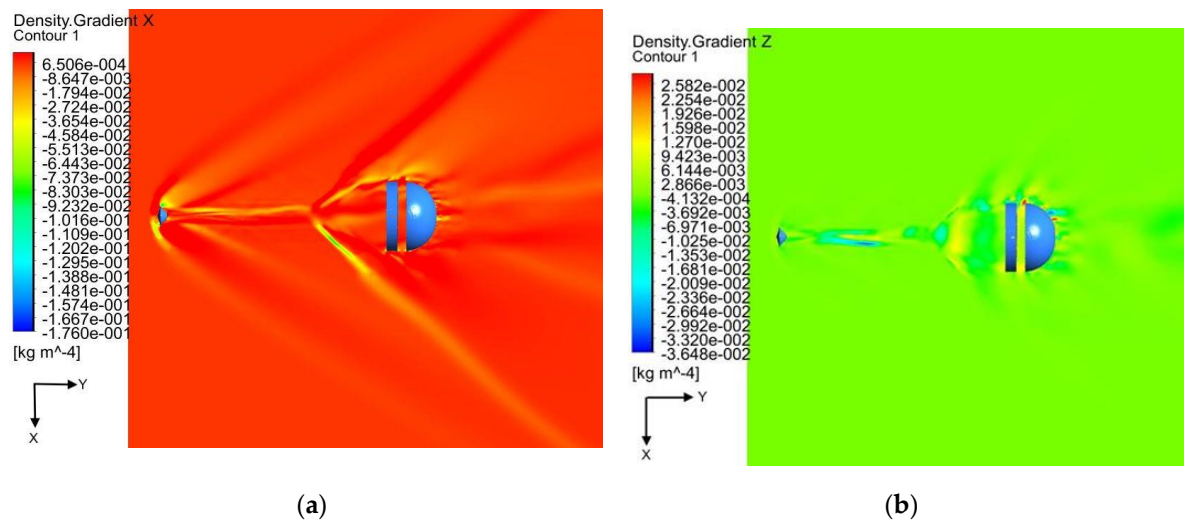 Density.Gradient X
Contour 1
6.506e-004
-8.647e-003
-1.794e-002
-2.724e-002
-3.654e-002
-4.584e-002
-5.513e-002
-6.443e-002
-7.373e-002
-8.303e-002
-9.232e-002
-1.016e-001
-1.109e-001
-1.202e-001
-1.295e-001
-1.388e-001
-1.481e-001
-1.574e-001
-1.667e-001
-1.760e-001
[kg m^-4]
Y
X
(a)
Density.Gradient Z
Contour 1
2.582e-002
2.254e-002
1.926e-002
1.598e-002
1.270e-002
9.423e-003
6.144e-003
2.866e-003
-4.132e-004
-3.692e-003
-6.971e-003
-1.025e-002
-1.353e-002
-1.681e-002
-2.009e-002
-2.336e-002
-2.664e-002
-2.992e-002
-3.320e-002
-3.648e-002
[kg m^-4]
Y
X
(b)